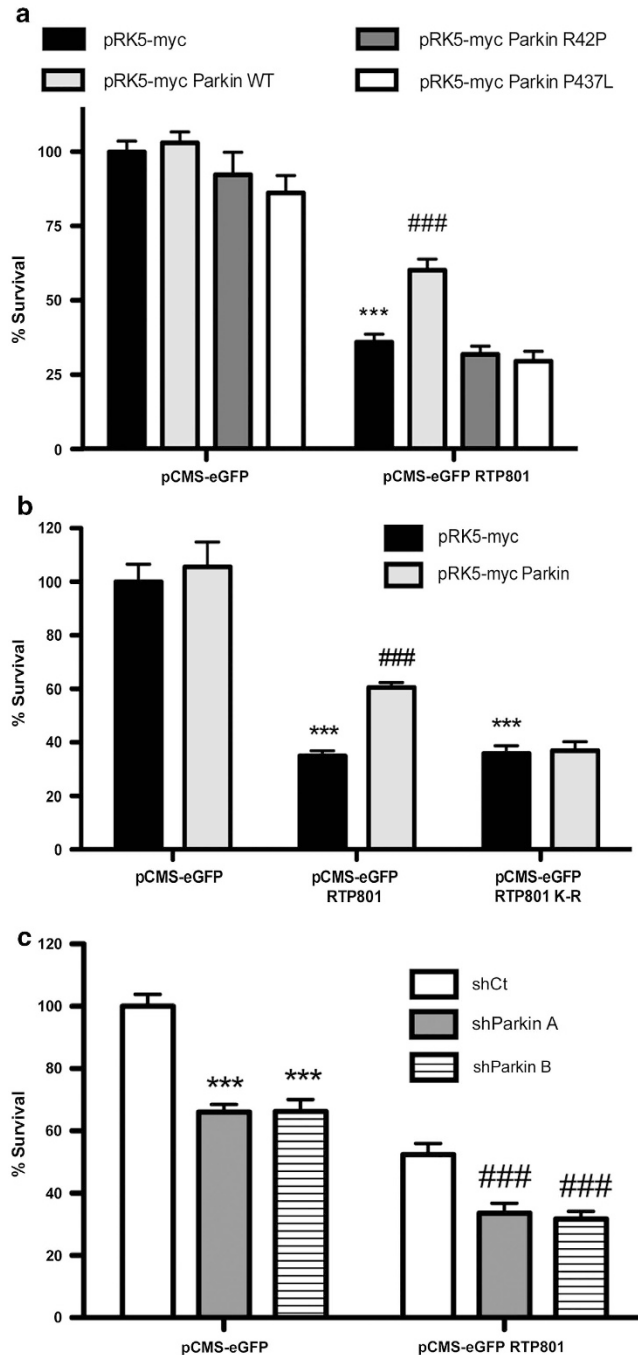 a
pRK5-myc
pRK5-myc Parkin R42P
pRK5-myc Parkin WT
pRK5-myc Parkin P437L
% Survival
100
75
50
25
0
***
###
pCMS-eGFP
pCMS-eGFP RTP801
b
pRK5-myc
pRK5-myc Parkin
% Survival
120
100
80
60
40
20
0
***
###
***
pCMS-eGFP
pCMS-eGFP
RTP801
pCMS-eGFP
RTP801 K-R
c
shCt
shParkin A
shParkin B
% Survival
120
100
80
60
40
20
0
***
***
###
###
pCMS-eGFP
pCMS-eGFP RTP801